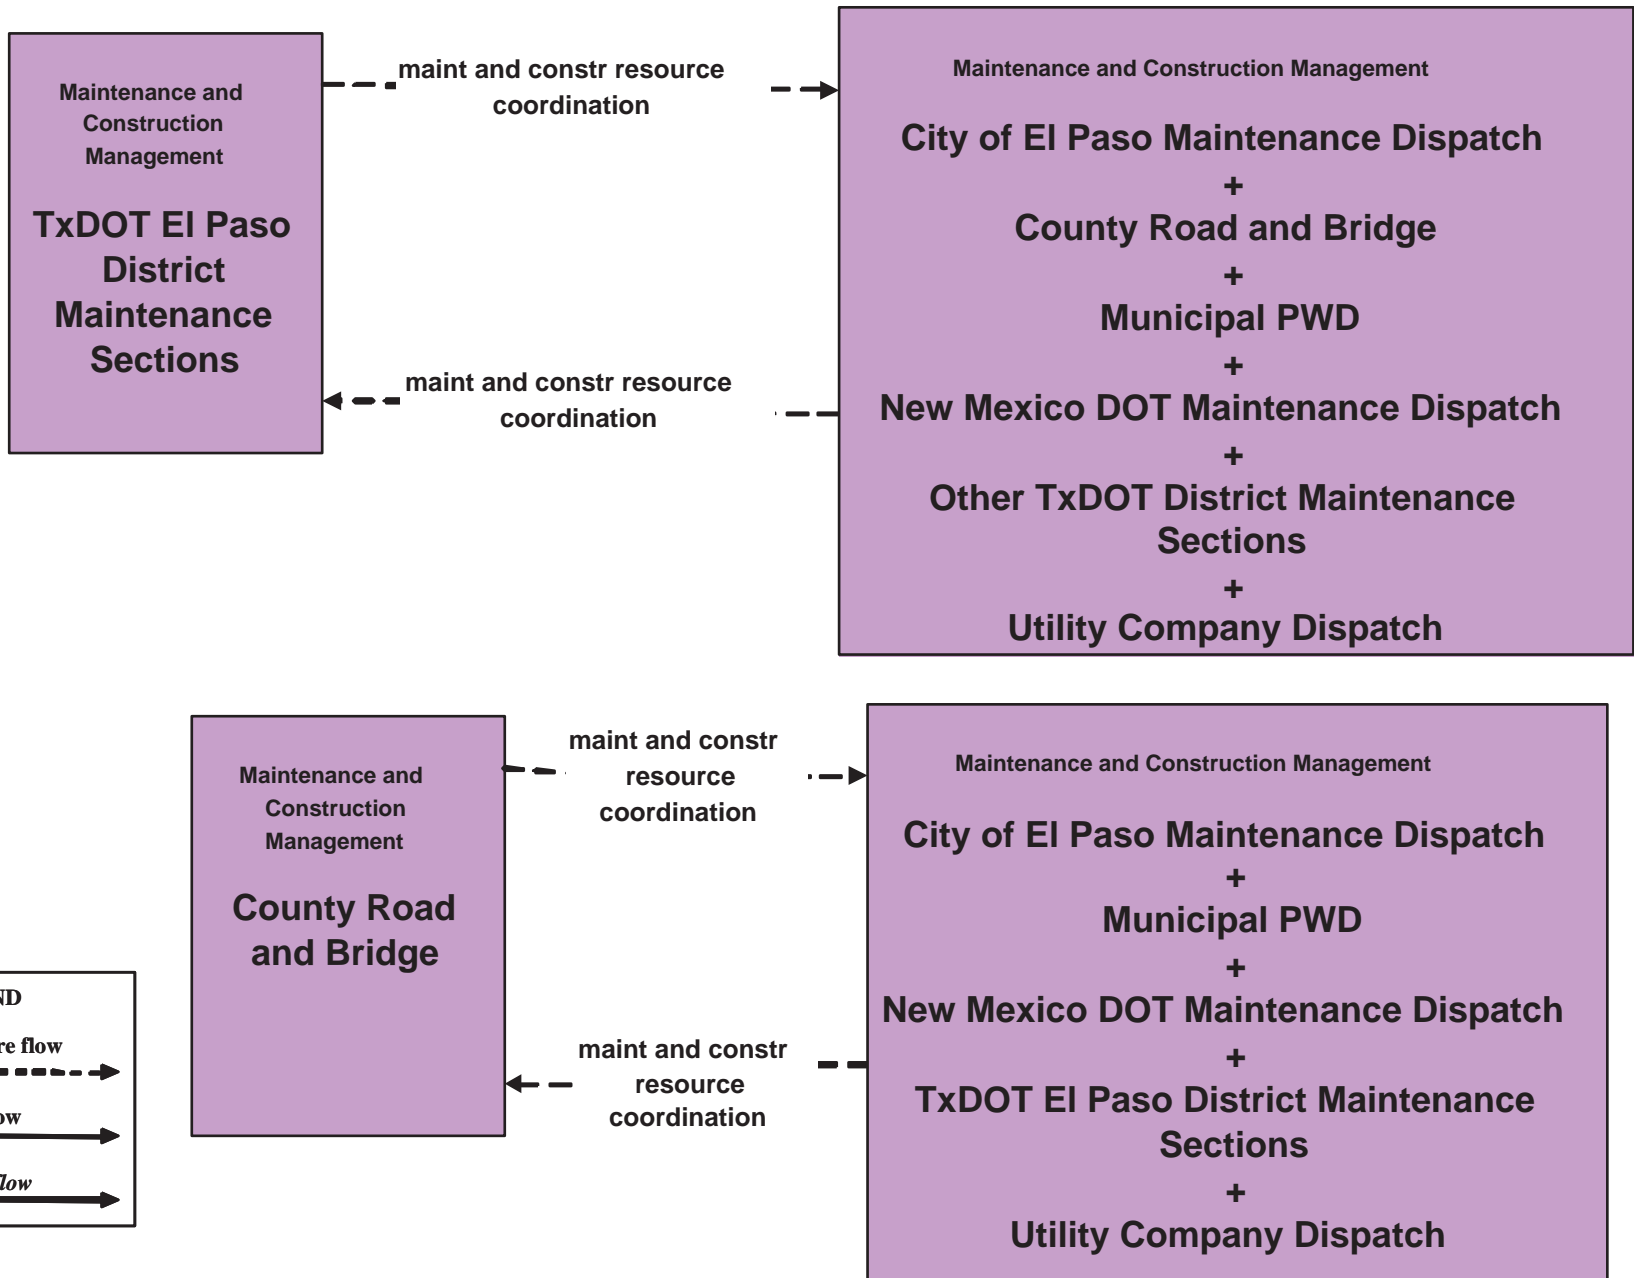 Maintenance and
Construction
Management
TxDOT El Paso
District
Maintenance
Sections
maint and constr resource
coordination
maint and constr resource
coordination
Maintenance and Construction Management
City of El Paso Maintenance Dispatch
+
County Road and Bridge
+
Municipal PWD
+
New Mexico DOT Maintenance Dispatch
+
Other TxDOT District Maintenance
Sections
+
Utility Company Dispatch
Maintenance and
Construction
Management
County Road
and Bridge
maint and constr
resource
coordination
maint and constr
resource
coordination
Maintenance and Construction Management
City of El Paso Maintenance Dispatch
+
Municipal PWD
+
New Mexico DOT Maintenance Dispatch
+
TxDOT El Paso District Maintenance
Sections
+
Utility Company Dispatch
flow